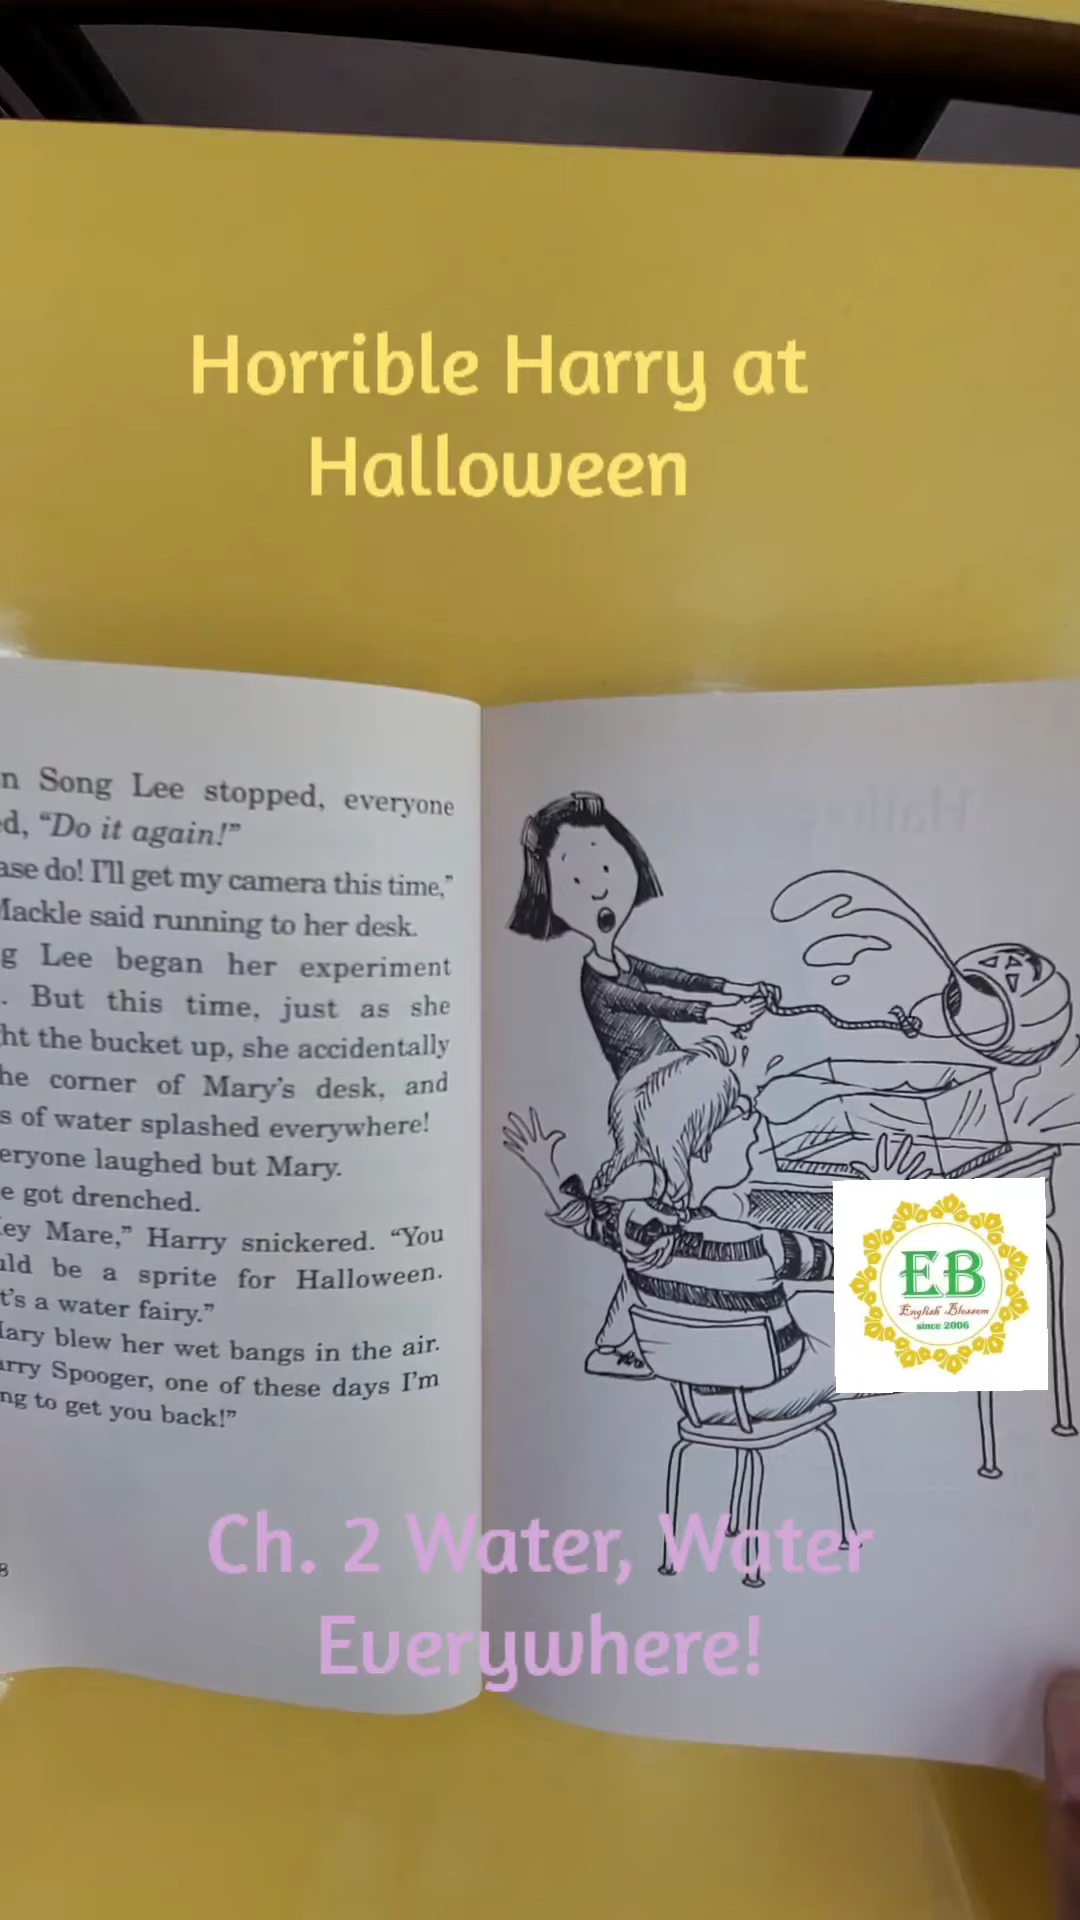 Horrible Harry at
Halloween
n Song Lee stopped, everyone
d, “Do it again!”
ase do! I'll get my camera this time,”
Mackle said running to her desk.
g Lee began her experiment
. But this time, just as she
ht the bucket up, she accidentally
he corner of Mary's desk, and
s of water splashed everywhere!
eryone laughed but Mary.
e got drenched.
ey Mare,” Harry snickered. “You
ld be a sprite for Halloween.
t's a water fairy.”
Mary blew her wet bangs in the air.
arry Spooger, one of these days I'm
ng to get you back!”
8
EB
English Blossom
since 2006
Ch. 2 Water, Water
Everywhere!